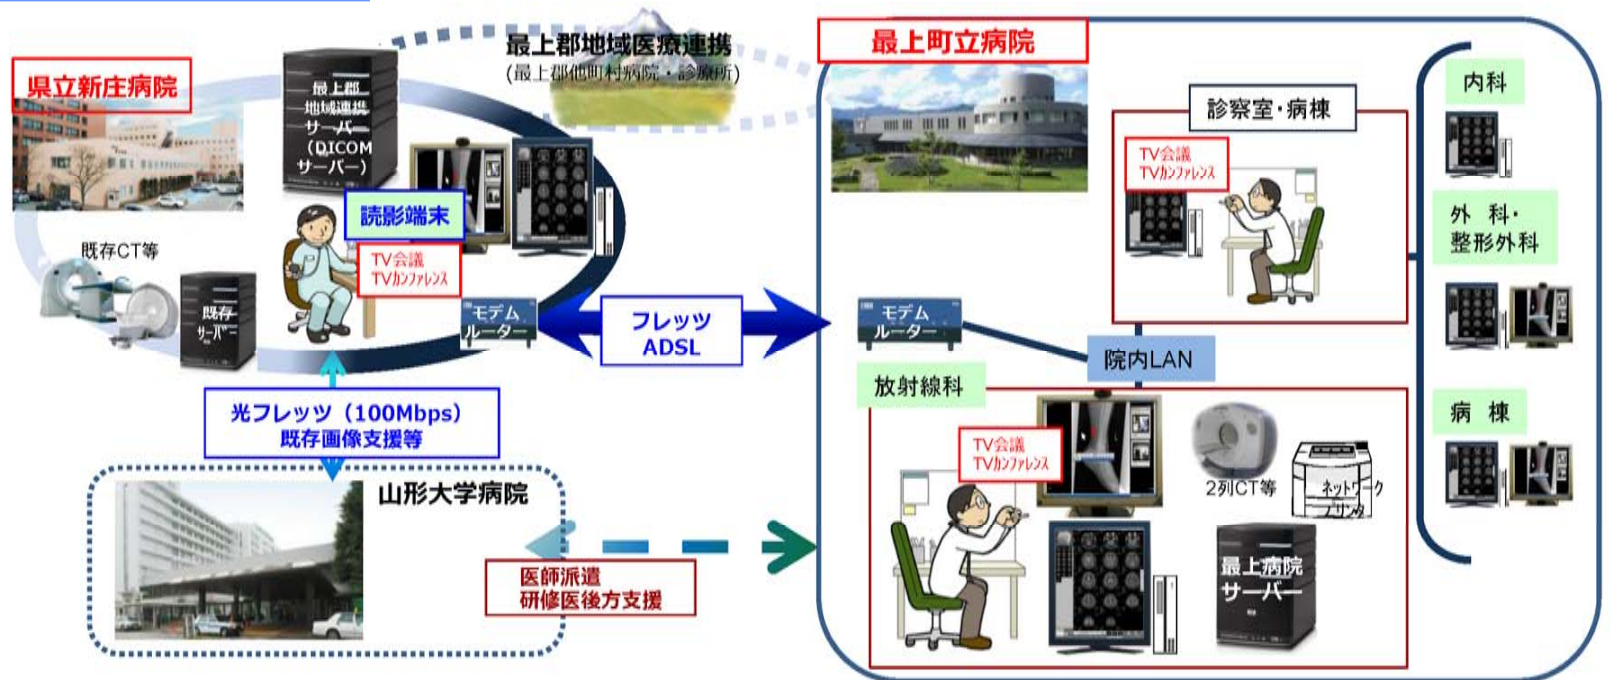 県立新庄病院
最上郡
地域連携
サーバー
（DICOM
サーバー）
読影端末
TV会議
TVカンファレンス
既存CT等
既存
サーバー
モデム
ルーター
最上郡地域医療連携
(最上郡他町村病院・診療所)
フレッツ
ADSL
光フレッツ（100Mbps）
既存画像支援等
山形大学病院
医師派遣
研修医後方支援
最上町立病院
診察室・病棟
TV会議
TVカンファレンス
モデム
ルーター
院内LAN
放射線科
TV会議
TVカンファレンス
2列CT等
ネットワーク
プリンタ
最上病院
サーバー
内科
外 科・
整形外科
病 棟